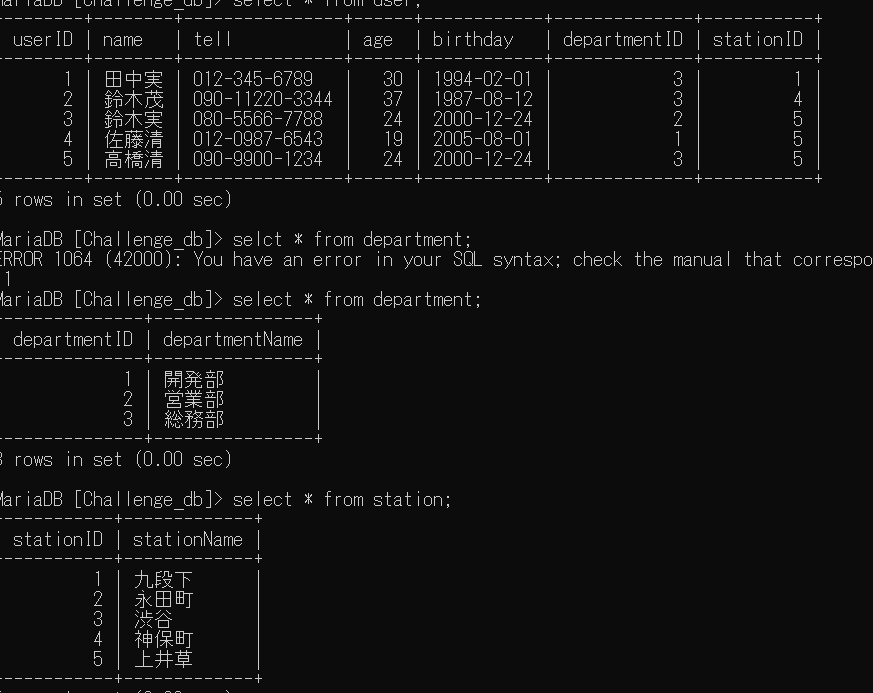 MariaDB [Challenge_db]> select * from user;
userID | name | tell | age | birthday | departmentID | stationID |
1 | 田中実 | 012-345-6789 | 30 | 1994-02-01 | 3 | 1 |
2 | 鈴木茂 | 090-11220-3344 | 37 | 1987-08-12 | 3 | 4 |
3 | 鈴木実 | 080-5566-7788 | 24 | 2000-12-24 | 2 | 5 |
4 | 佐藤清 | 012-0987-6543 | 19 | 2005-08-01 | 1 | 5 |
5 | 高橋清 | 090-9900-1234 | 24 | 2000-12-24 | 3 | 5 |
5 rows in set (0.00 sec)
MariaDB [Challenge_db]> selct * from department;
ERROR 1064 (42000): You have an error in your SQL syntax; check the manual that correspo
1
MariaDB [Challenge_db]> select * from department;
departmentID | departmentName |
1 | 開発部 |
2 | 営業部 |
3 | 総務部 |
3 rows in set (0.00 sec)
MariaDB [Challenge_db]> select * from station;
stationID | stationName |
1 | 九段下 |
2 | 永田町 |
3 | 渋谷 |
4 | 神保町 |
5 | 上井草 |